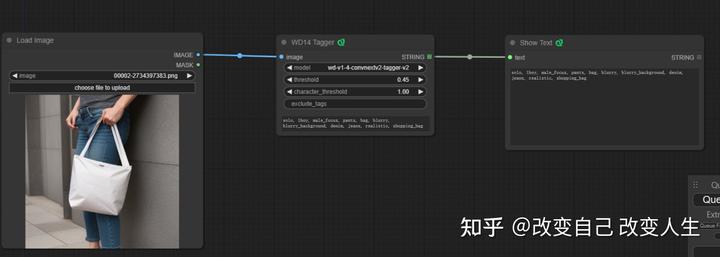 Load Image
IMAGE
MASK
image 00002-2734397383.png
choose file to upload
WD14 Tagger
image STRING
model wd-v1-4-convnextv2-tagger-v2
threshold 0.45
character_threshold 1.00
exclude_tags
solo, 1boy, male_focus, pants, bag, blurry,
blurry_background, denim, jeans, realistic, shopping_bag
Show Text
text STRING
solo, 1boy, male_focus, pants, bag, blurry, blurry_background, denim,
jeans, realistic, shopping_bag
Qu
Que
Extr
Queue F
知乎 @改变自己 改变人生